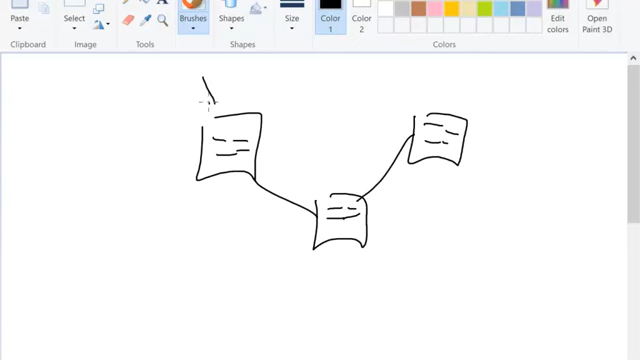 Paste
Select
Brushes
Shapes
Size
Color
1
Color
2
Edit
colors
Open
Paint 3D
Clipboard
Image
Tools
Shapes
Colors